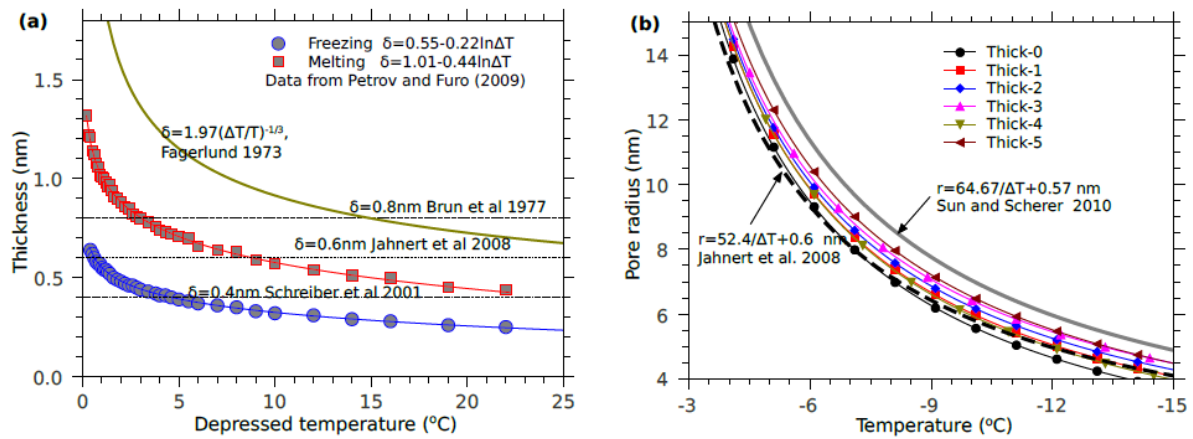 (a)
Freezing δ=0.55-0.22lnΔT
Melting δ=1.01-0.44lnΔT
Data from Petrov and Furo (2009)
δ=1.97(ΔT/T)-1/3,
Fagerlund 1973
δ=0.8nm Brun et al 1977
δ=0.6nm Jahnert et al 2008
δ=0.4nm Schreiber et al 2001
Thickness (nm)
1.5
1.0
0.5
0.0
0 5 10 15 20 25
Depressed temperature (oC)
(b)
Thick-0
Thick-1
Thick-2
Thick-3
Thick-4
Thick-5
r=64.67/ΔT+0.57 nm
Sun and Scherer 2010
r=52.4/ΔT+0.6 nm
Jahnert et. al. 2008
Pore radius (nm)
14
12
10
8
6
4
-3 -6 -9 -12 -15
Temperature (oC)